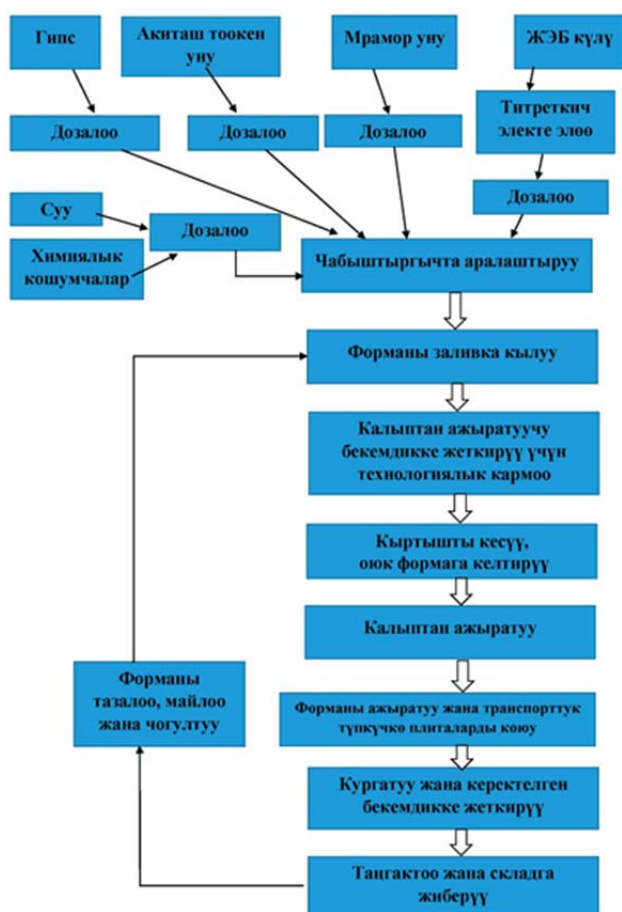 Гипс
Акиташ тоокен
уну
Мрамор уну
ЖЭБ күлү
Дозалоо
Дозалоо
Дозалоо
Титреткич
электе элөө
Дозалоо
Суу
Химиялык
кошумчалар
Дозалоо
Чабыштыргычта аралаштыруу
Форманы заливка кылуу
Калыптан ажыратуучу
бекемдикке жеткирүү үчүн
технологиялык кармоо
Кыртышты кесүү,
оюк формага келтирүү
Калыптан ажыратуу
Форманы
тазалоо, майлоо
жана чогултуу
Форманы ажыратуу жана транспорттук
түпкүчкө плиталарды коюу
Кургатуу жана керектелген
бекемдикке жеткирүү
Таңгактоо жана складга
жиберүү